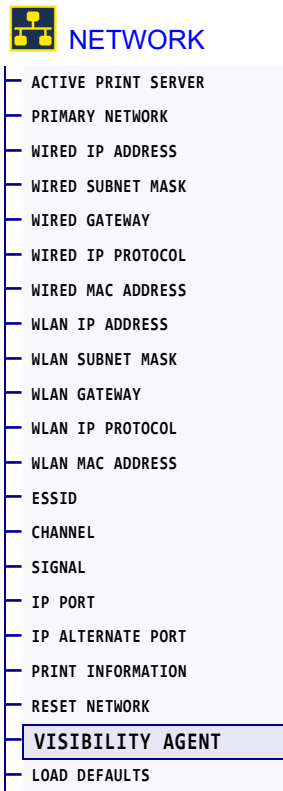 NETWORK
ACTIVE PRINT SERVER
PRIMARY NETWORK
WIRED IP ADDRESS
WIRED SUBNET MASK
WIRED GATEWAY
WIRED IP PROTOCOL
WIRED MAC ADDRESS
WLAN IP ADDRESS
WLAN SUBNET MASK
WLAN GATEWAY
WLAN IP PROTOCOL
WLAN MAC ADDRESS
ESSID
CHANNEL
SIGNAL
IP PORT
IP ALTERNATE PORT
PRINT INFORMATION
RESET NETWORK
VISIBILITY AGENT
LOAD DEFAULTS